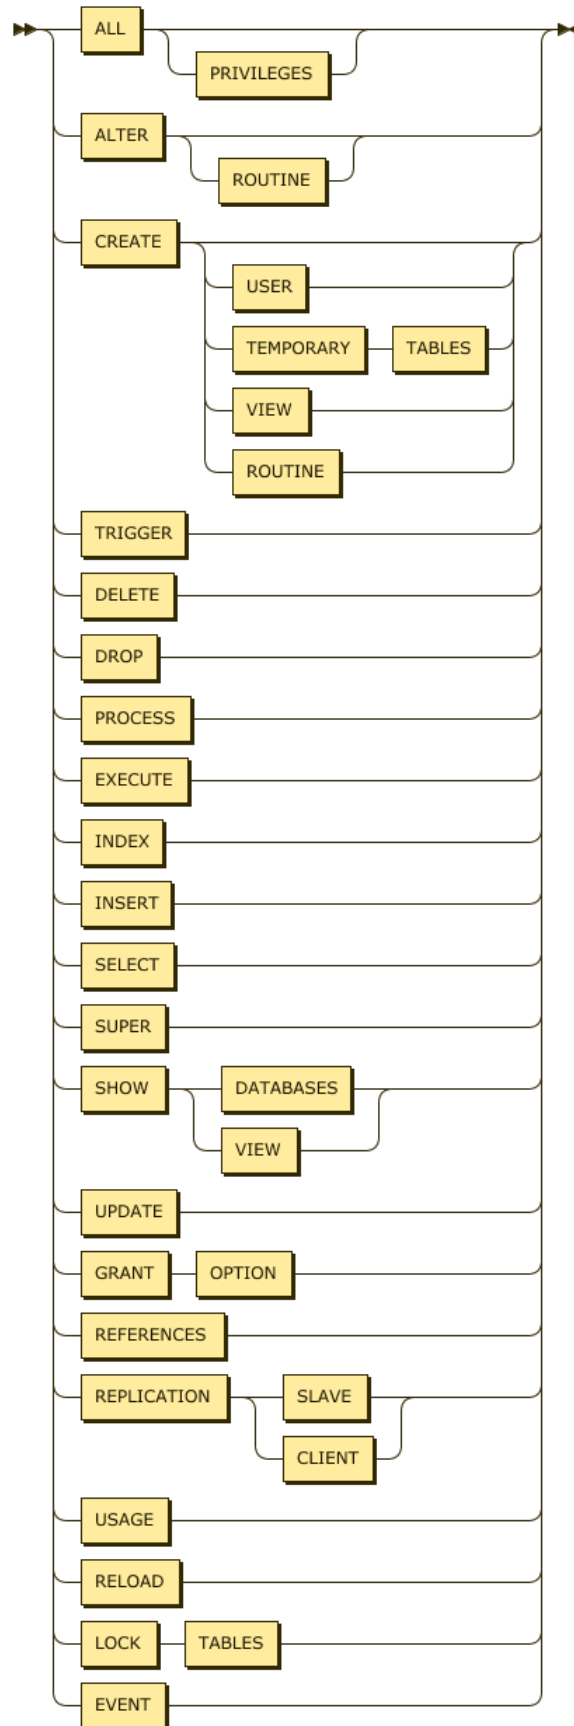 ALL
PRIVILEGES
ALTER
ROUTINE
CREATE
USER
TEMPORARY TABLES
VIEW
ROUTINE
TRIGGER
DELETE
DROP
PROCESS
EXECUTE
INDEX
INSERT
SELECT
SUPER
SHOW DATABASES
VIEW
UPDATE
GRANT OPTION
REFERENCES
REPLICATION SLAVE
CLIENT
USAGE
RELOAD
LOCK TABLES
EVENT